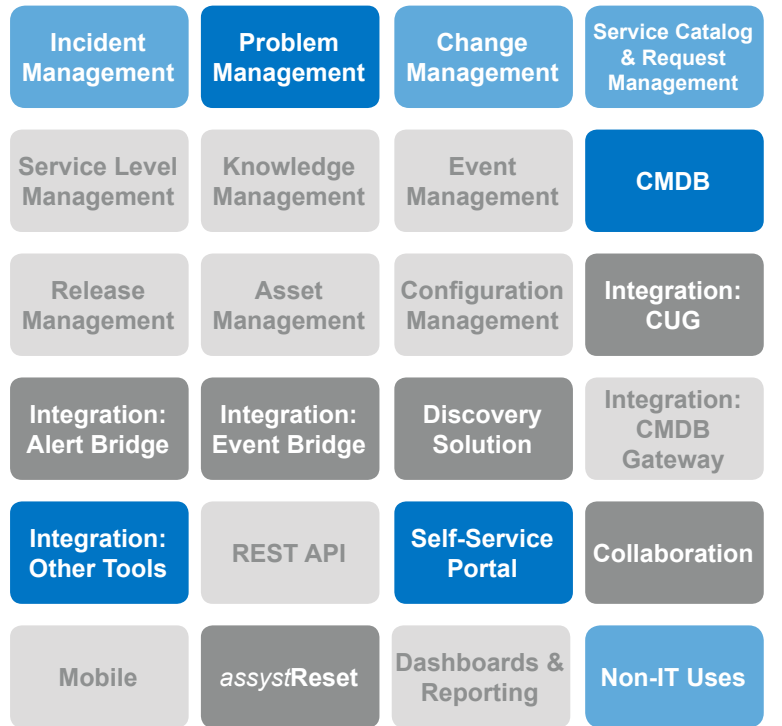 Incident
Management
Problem
Management
Change
Management
Service Catalog
& Request
Management
Service Level
Management
Knowledge
Management
Event
Management
CMDB
Release
Management
Asset
Management
Configuration
Management
Integration:
CUG
Integration:
Alert Bridge
Integration:
Event Bridge
Discovery
Solution
Integration:
CMDB
Gateway
Integration:
Other Tools
REST API
Self-Service
Portal
Collaboration
Mobile
assystReset
Dashboards &
Reporting
Non-IT Uses